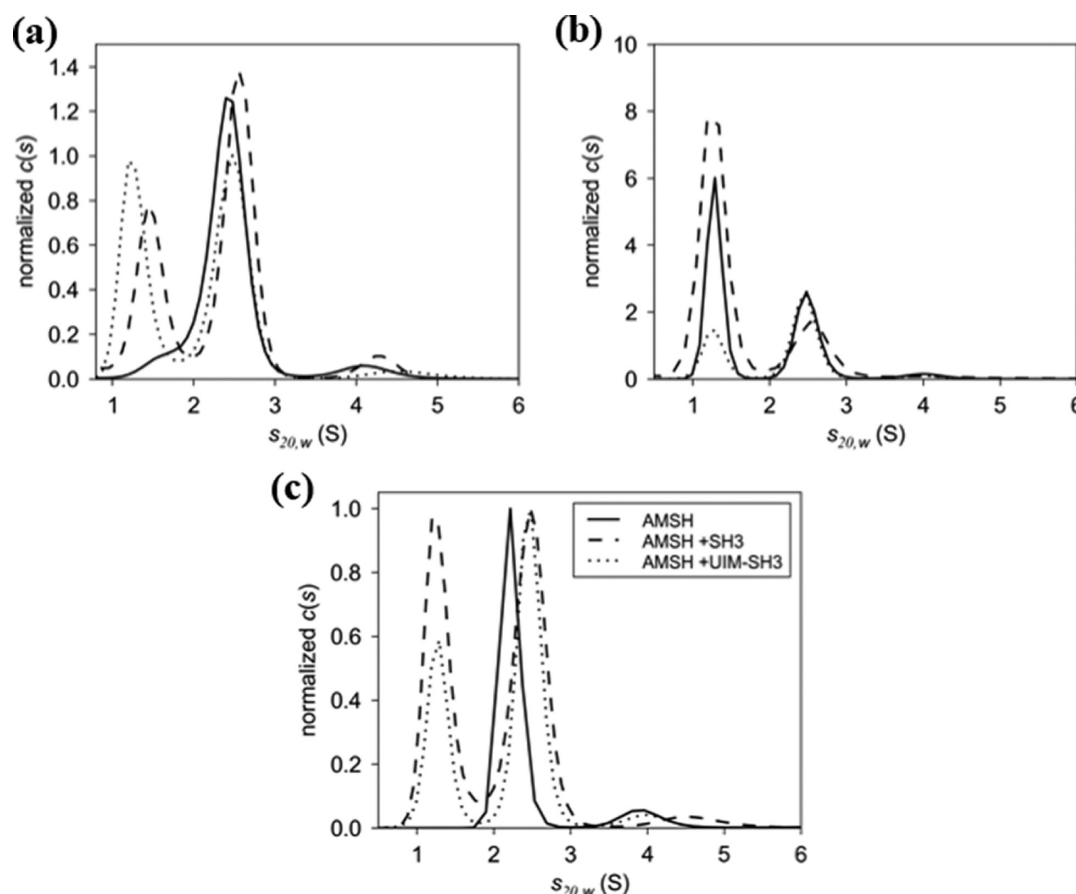 (a)
normalized c(s)
1.4
1.2
1.0
0.8
0.6
0.4
0.2
0.0
1 2 3 4 5 6
s20,w (S)
(b)
normalized c(s)
10
8
6
4
2
0
1 2 3 4 5 6
s20,w (S)
(c)
normalized c(s)
1.0
0.8
0.6
0.4
0.2
0.0
1 2 3 4 5 6
s20,w (S)
AMSH
AMSH +SH3
AMSH +UIM-SH3